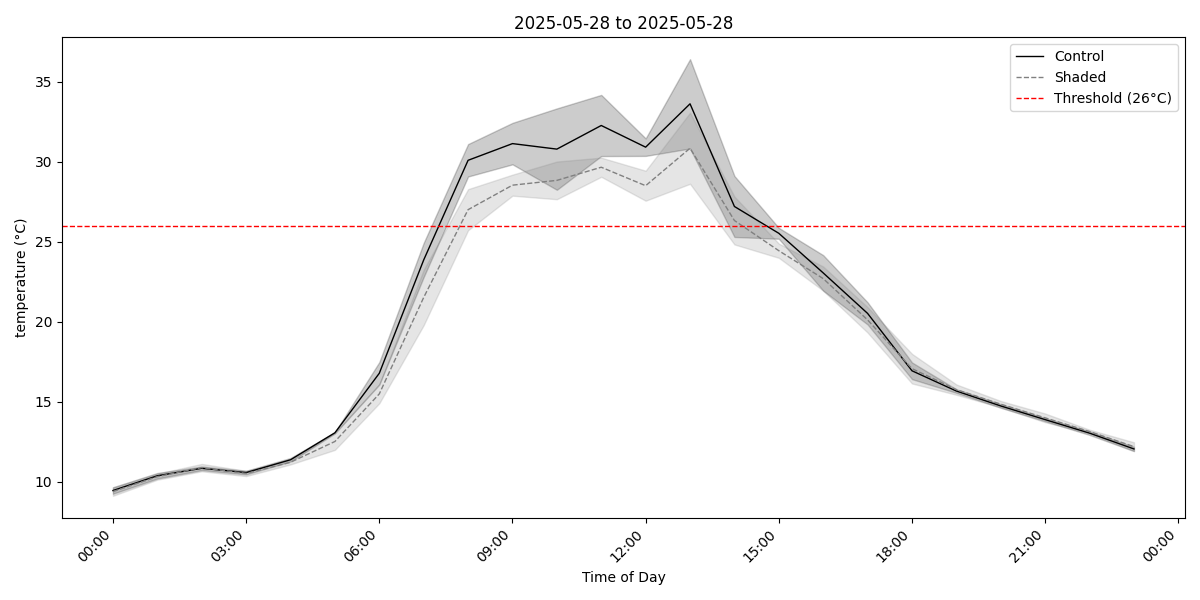 2025-05-28 to 2025-05-28
Control
Shaded
Threshold (26°C)
temperature (°C)
35
30
25
20
15
10
00:00
03:00
06:00
09:00
12:00
15:00
18:00
21:00
00:00
Time of Day